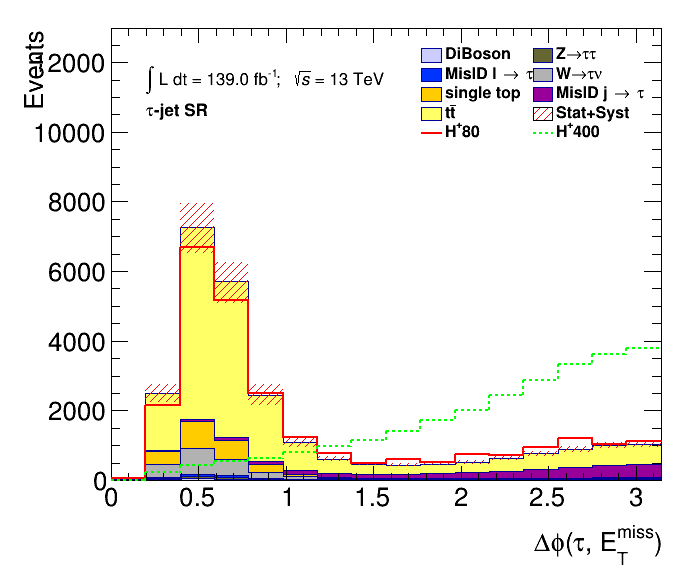 Events
12000
10000
8000
6000
4000
2000
0
∫ L dt = 139.0 fb⁻¹; √s = 13 TeV
τ-jet SR
DiBoson
Z→ττ
MisID l → τ
W→τν
single top
MisID j → τ
tt̄
Stat+Syst
H⁺80
H⁺400
0 0.5 1 1.5 2 2.5 3
Δϕ(τ, E_T^miss)